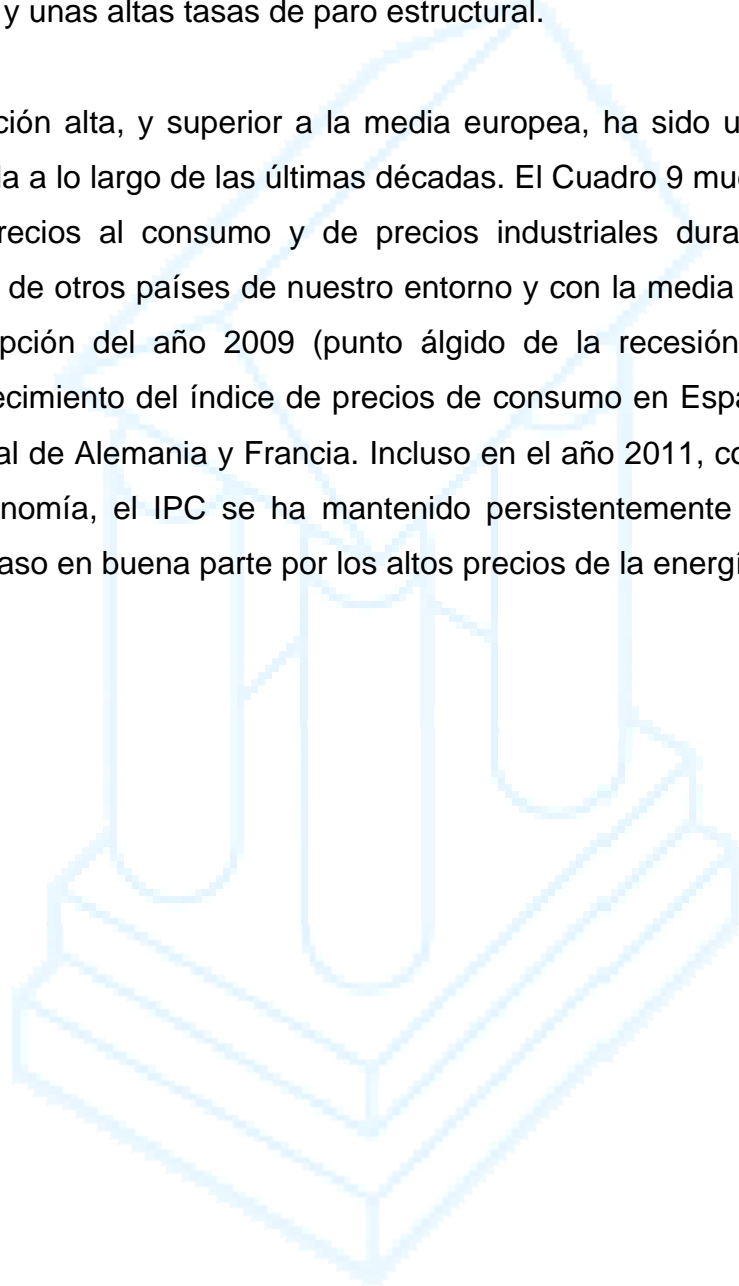 y unas altas tasas de paro estructural.
ción alta, y superior a la media europea, ha sido u
la a lo largo de las últimas décadas. El Cuadro 9 mue
recios al consumo y de precios industriales dura
de otros países de nuestro entorno y con la media
pción del año 2009 (punto álgido de la recesión
ecimiento del índice de precios de consumo en Espa
al de Alemania y Francia. Incluso en el año 2011, co
nomía, el IPC se ha mantenido persistentemente
aso en buena parte por los altos precios de la energí